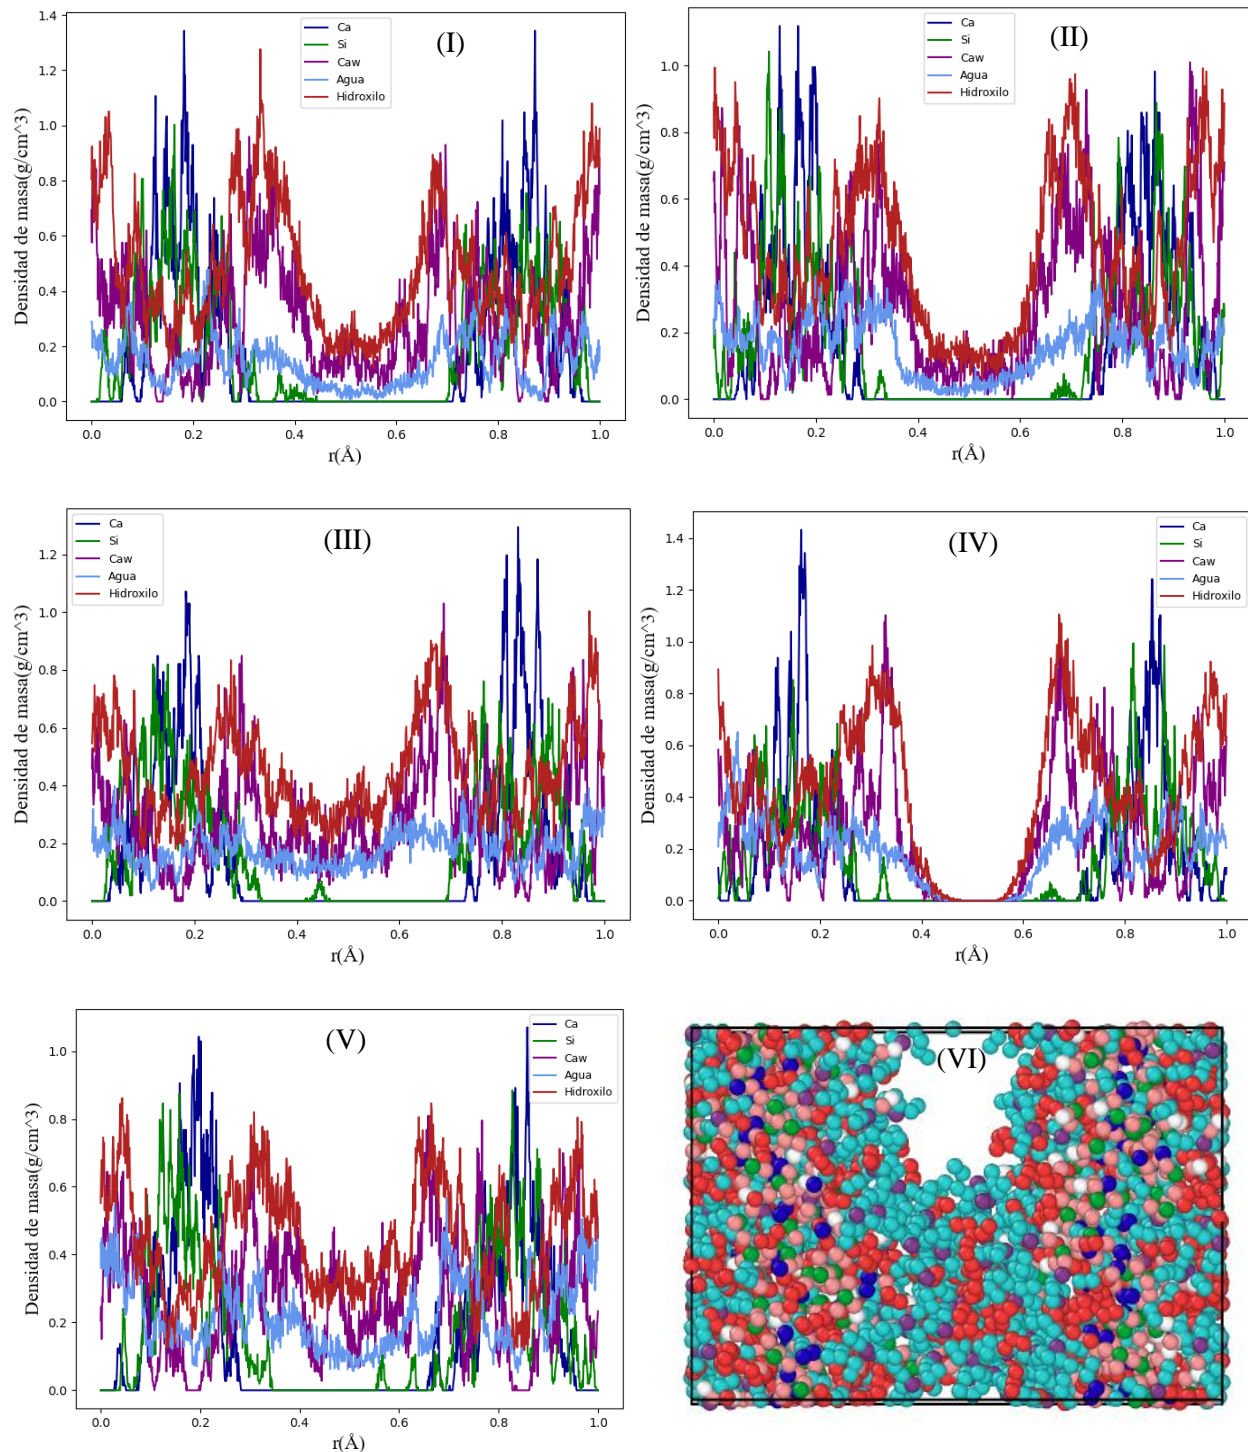 (I)
Ca
Si
Caw
Agua
Hidroxilo
Densidad de masa(g/cm^3)
1.4
1.2
1.0
0.8
0.6
0.4
0.2
0.0
0.0 0.2 0.4 0.6 0.8 1.0
r(Å)
(II)
Ca
Si
Caw
Agua
Hidroxilo
Densidad de masa(g/cm^3)
1.0
0.8
0.6
0.4
0.2
0.0
0.0 0.2 0.4 0.6 0.8 1.0
r(Å)
(III)
Ca
Si
Caw
Agua
Hidroxilo
Densidad de masa(g/cm^3)
1.2
1.0
0.8
0.6
0.4
0.2
0.0
0.0 0.2 0.4 0.6 0.8 1.0
r(Å)
(IV)
Ca
Si
Caw
Agua
Hidroxilo
Densidad de masa(g/cm^3)
1.4
1.2
1.0
0.8
0.6
0.4
0.2
0.0
0.0 0.2 0.4 0.6 0.8 1.0
r(Å)
(V)
Ca
Si
Caw
Agua
Hidroxilo
Densidad de masa(g/cm^3)
1.0
0.8
0.6
0.4
0.2
0.0
0.0 0.2 0.4 0.6 0.8 1.0
r(Å)
(VI)